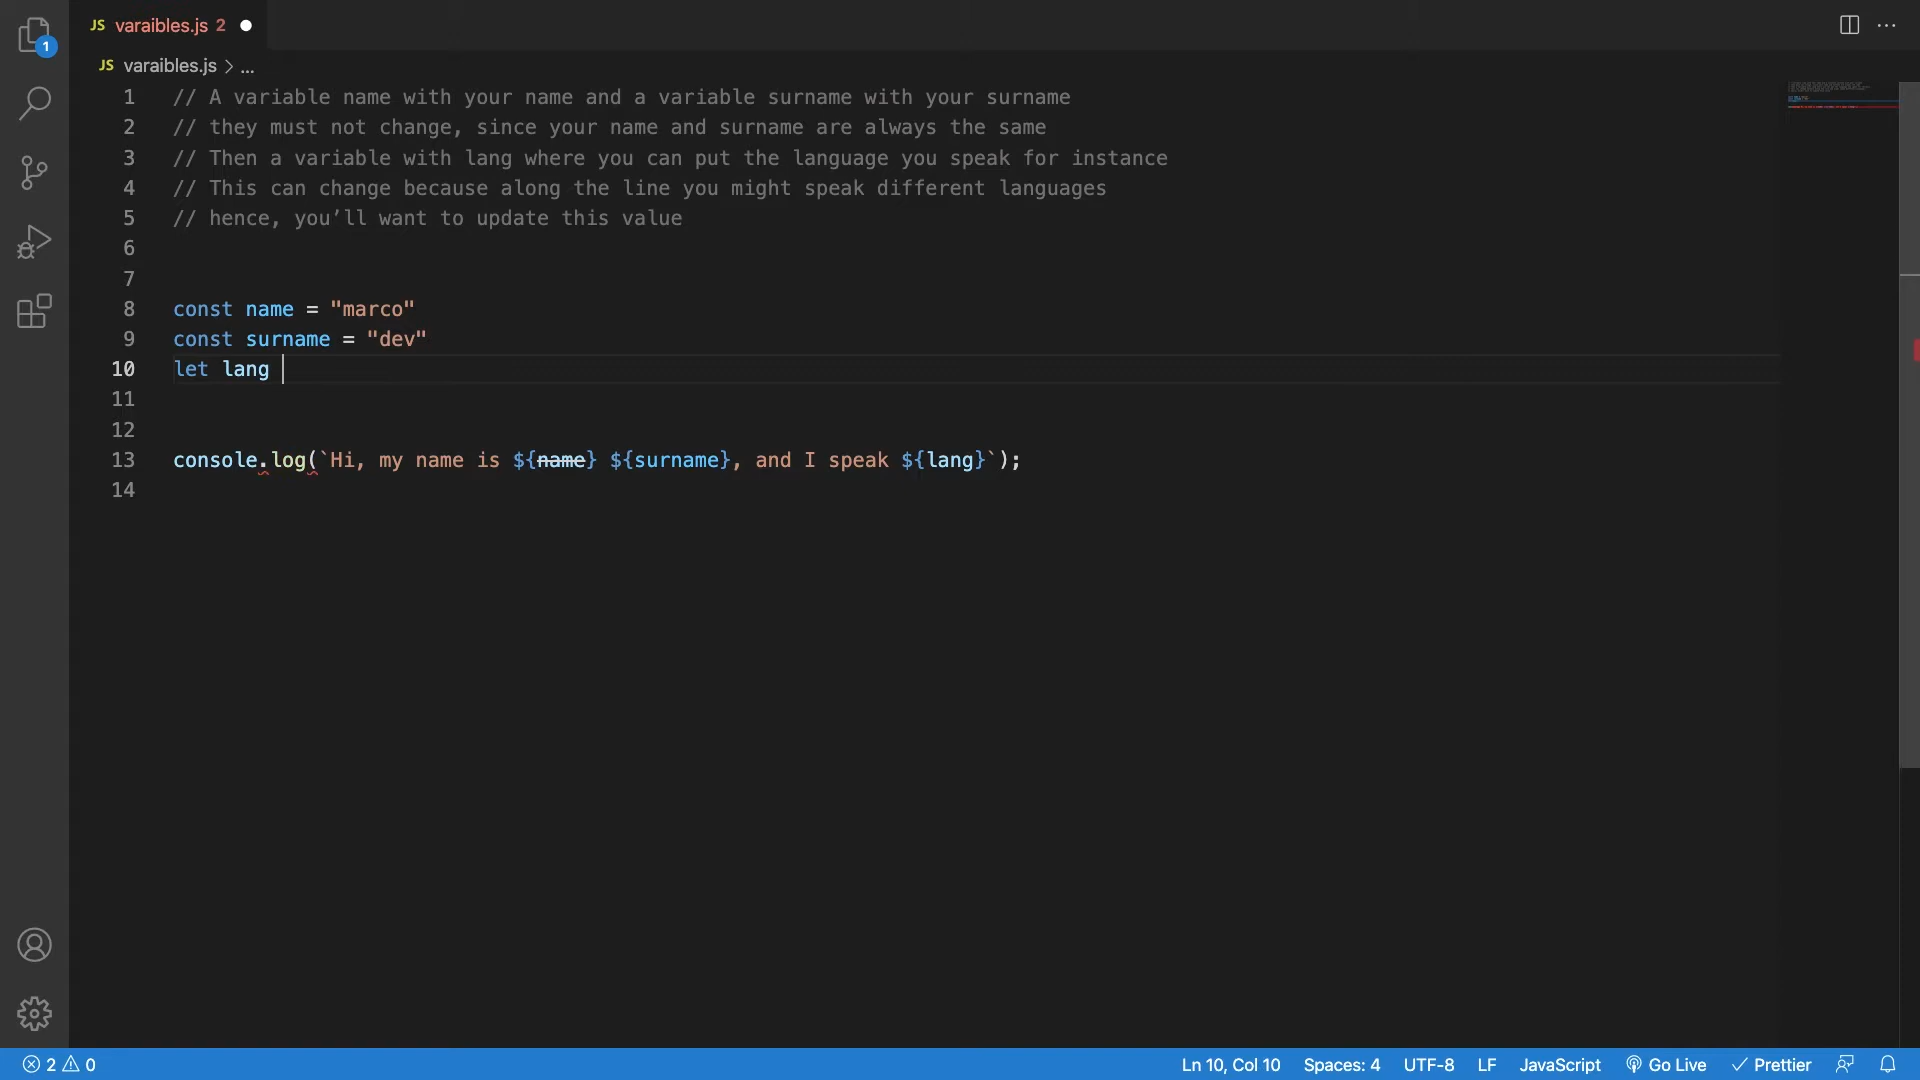 1
JS varaibles.js 2
JS varaibles.js > ...
1 // A variable name with your name and a variable surname with your surname
2 // they must not change, since your name and surname are always the same
3 // Then a variable with lang where you can put the language you speak for instance
4 // This can change because along the line you might speak different languages
5 // hence, you’ll want to update this value
6
7
8 const name = "marco"
9 const surname = "dev"
10 let lang
11
12
13 console.log(`Hi, my name is ${name} ${surname}, and I speak ${lang}`);
14
2 0 Ln 10, Col 10 Spaces: 4 UTF-8 LF JavaScript Go Live Prettier